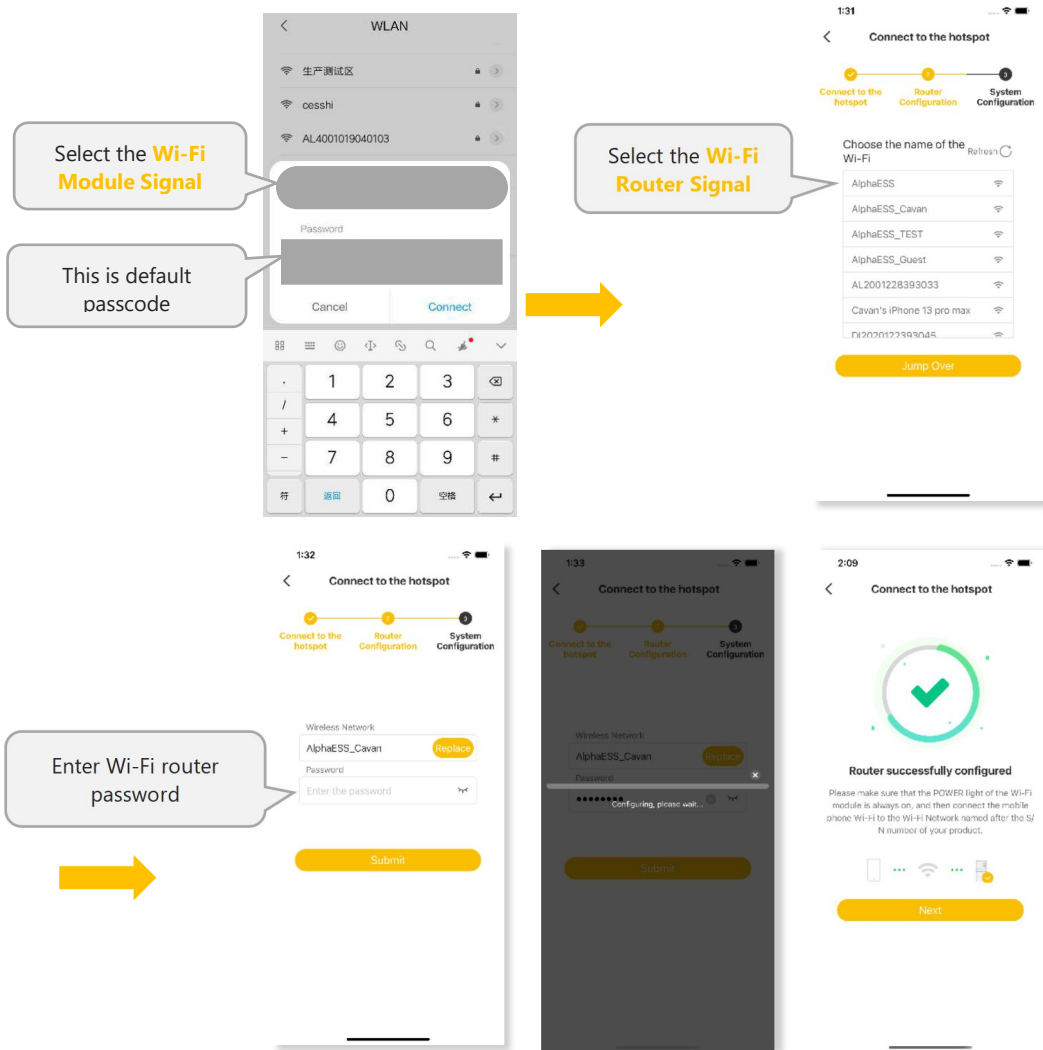 WLAN
生产测试区
cesshi
AL4001019040103
Select the Wi-Fi
Module Signal
Password
This is default
passcode
Cancel
Connect
.
/
+
-
1
2
3
4
5
6
*
7
8
9
#
符
返回
0
空格
1:31
Connect to the hotspot
2
3
Connect to the
hotspot
Router
Configuration
System
Configuration
Select the Wi-Fi
Router Signal
Choose the name of the
Wi-Fi
Refresh
AlphaESS
AlphaESS_Cavan
AlphaESS_TEST
AlphaESS_Guest
AL2001228393033
Cavan's iPhone 13 pro max
DI2020122393045
Jump Over
1:32
Connect to the hotspot
2
3
Connect to the
hotspot
Router
Configuration
System
Configuration
Enter Wi-Fi router
password
Wireless Network
AlphaESS_Cavan
Replace
Password
Enter the password
Submit
1:33
Connect to the hotspot
2
3
Connect to the
hotspot
Router
Configuration
System
Configuration
Wireless Network
AlphaESS_Cavan
Replace
Password
Configuring, please wait. .
Submit
2:09
Connect to the hotspot
Router successfully configured
Please make sure that the POWER light of the Wi-Fi
module is always on, and then connect the mobile
phone Wi-Fi to the Wi-Fi Network named after the S/
N number of your product.
Next